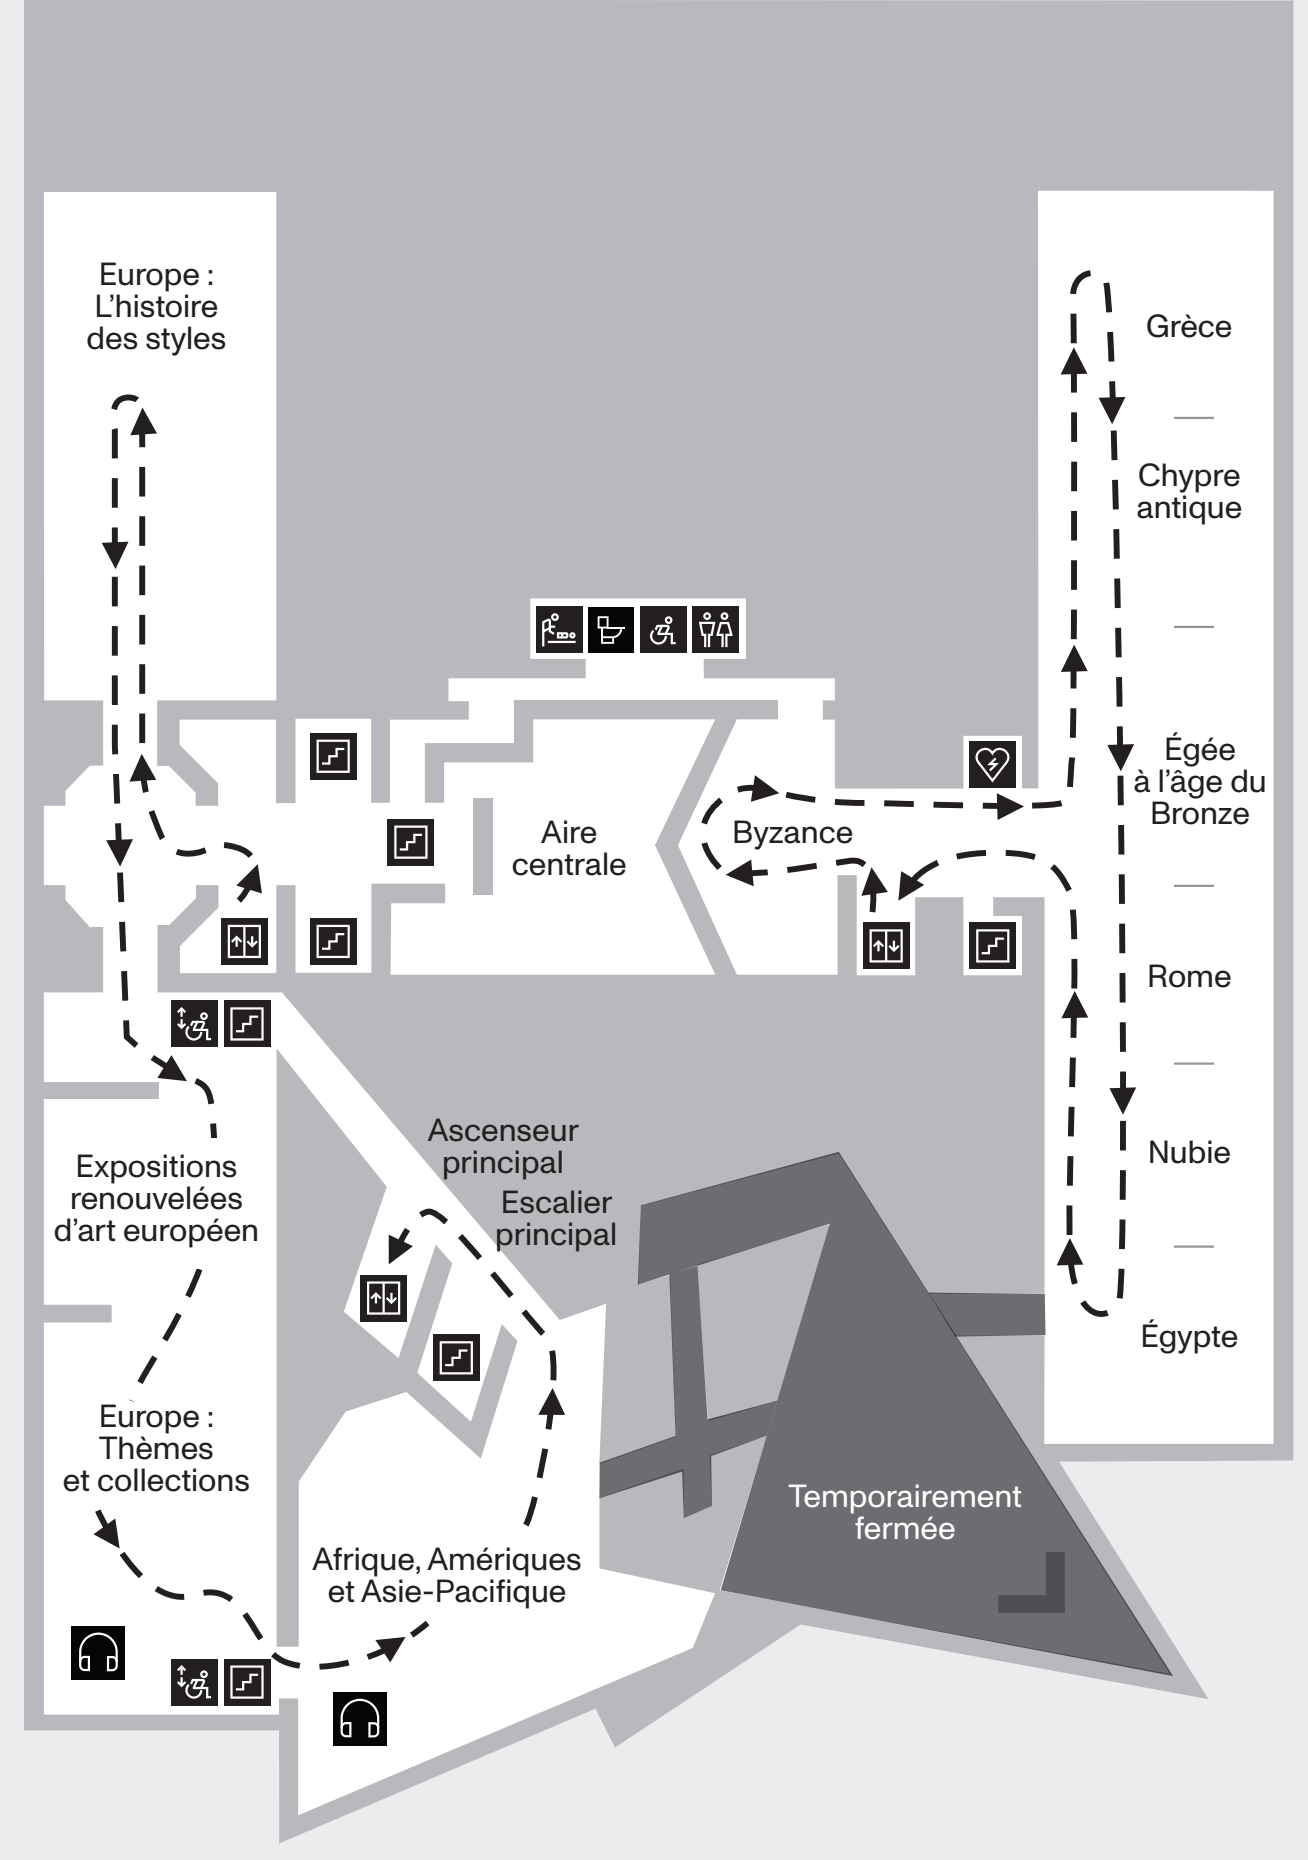 Europe :
L’histoire
des styles
Grèce
Chypre
antique
Égée
à l’âge du
Bronze
Aire
centrale
Byzance
Rome
Ascenseur
principal
Nubie
Expositions
renouvelées
d’art européen
Escalier
principal
Égypte
Europe :
Thèmes
et collections
Temporairement
fermée
Afrique, Amériques
et Asie-Pacifique